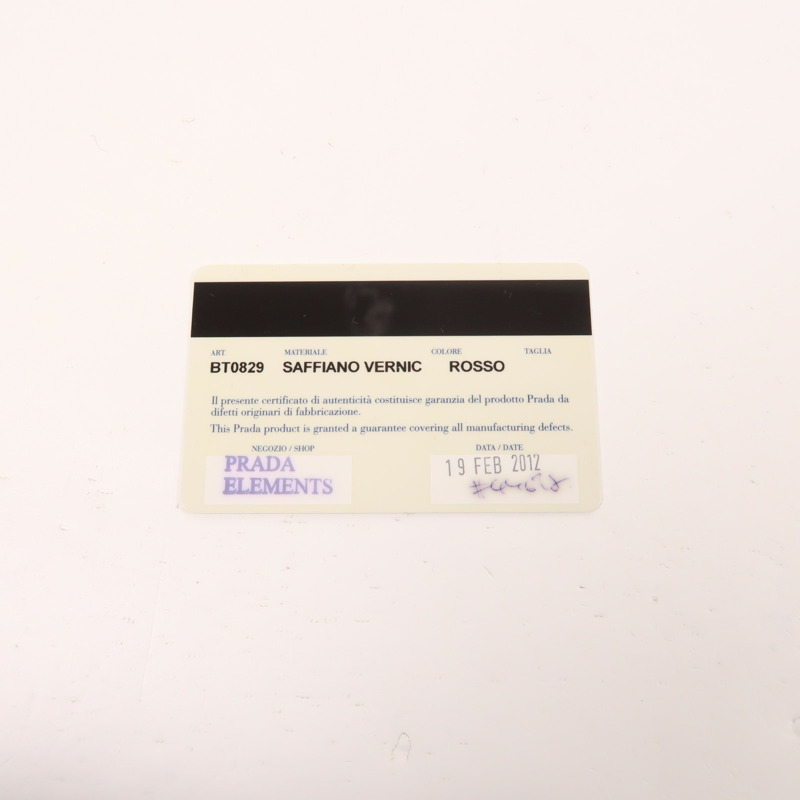 ART MATERIALE COLORE TAGLIA
BT0829 SAFFIANO VERNIC ROSSO
Il presente certificato di autenticità costituisce garanzia del prodotto Prada da
difetti originari di fabbricazione.
This Prada product is granted a guarantee covering all manufacturing defects.
NEGOZIO / SHOP DATA / DATE
PRADA
ELEMENTS
19 FEB 2012